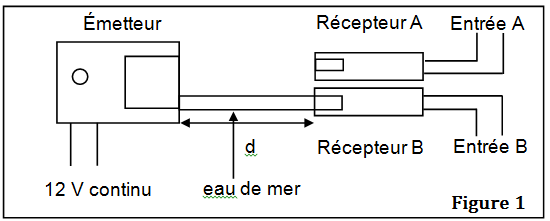 Émetteur
Récepteur A
Entrée A
Récepteur B
Entrée B
d
12 V continu
eau de mer
Figure 1